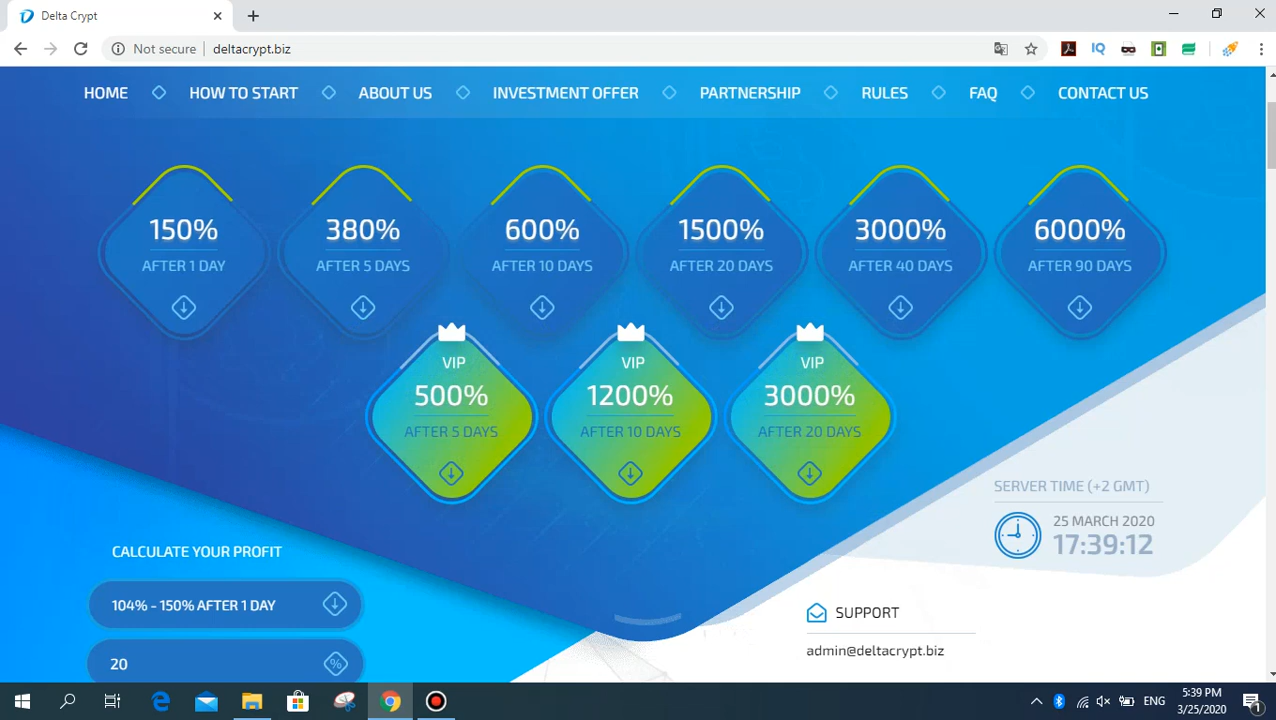 Delta Crypt
Not secure
deltacrypt.biz
IQ
HOME
HOW TO START
ABOUT US
INVESTMENT OFFER
PARTNERSHIP
RULES
FAQ
CONTACT US
150%
AFTER 1 DAY
380%
AFTER 5 DAYS
600%
AFTER 10 DAYS
1500%
AFTER 20 DAYS
3000%
AFTER 40 DAYS
6000%
AFTER 90 DAYS
VIP
500%
AFTER 5 DAYS
VIP
1200%
AFTER 10 DAYS
VIP
3000%
AFTER 20 DAYS
SERVER TIME (+2 GMT)
25 MARCH 2020
17:39:12
CALCULATE YOUR PROFIT
104% - 150% AFTER 1 DAY
20
%
SUPPORT
admin@deltacrypt.biz
ENG
5:39 PM
3/25/2020
1